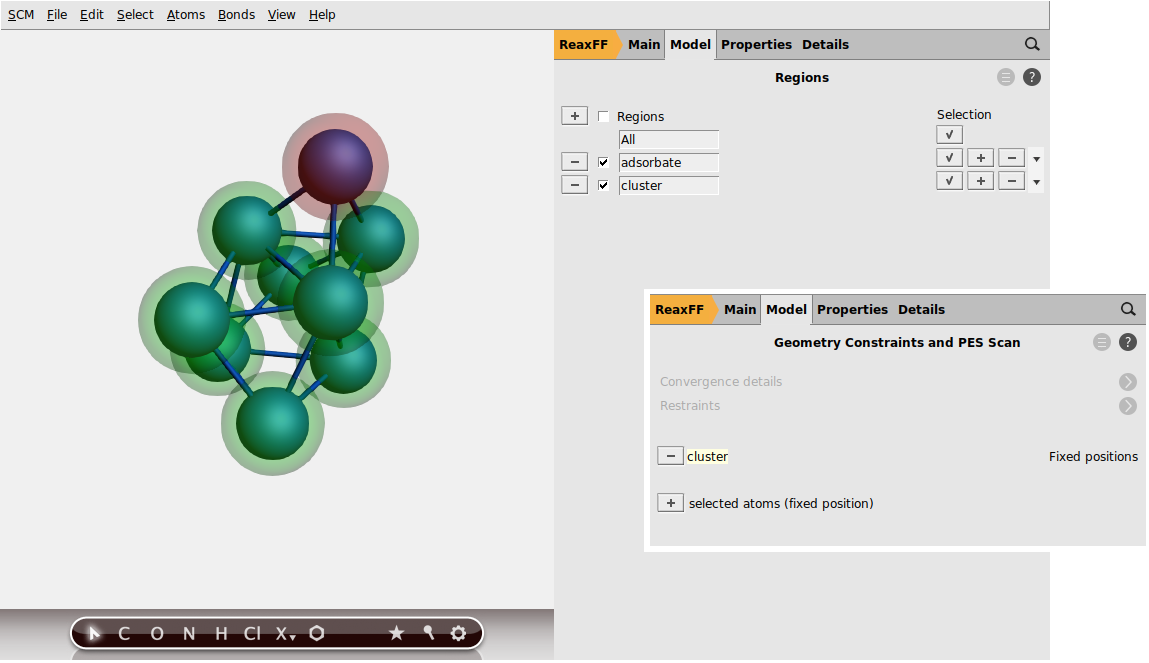 SCM File Edit Select Atoms Bonds View Help
ReaxFF Main Model Properties Details
Regions
?
+ Regions Selection
All √
− adsorbate √ + −
− cluster √ + −
ReaxFF Main Model Properties Details
Geometry Constraints and PES Scan
?
Convergence details
Restraints
− cluster Fixed positions
+ selected atoms (fixed position)
C O N H Cl X